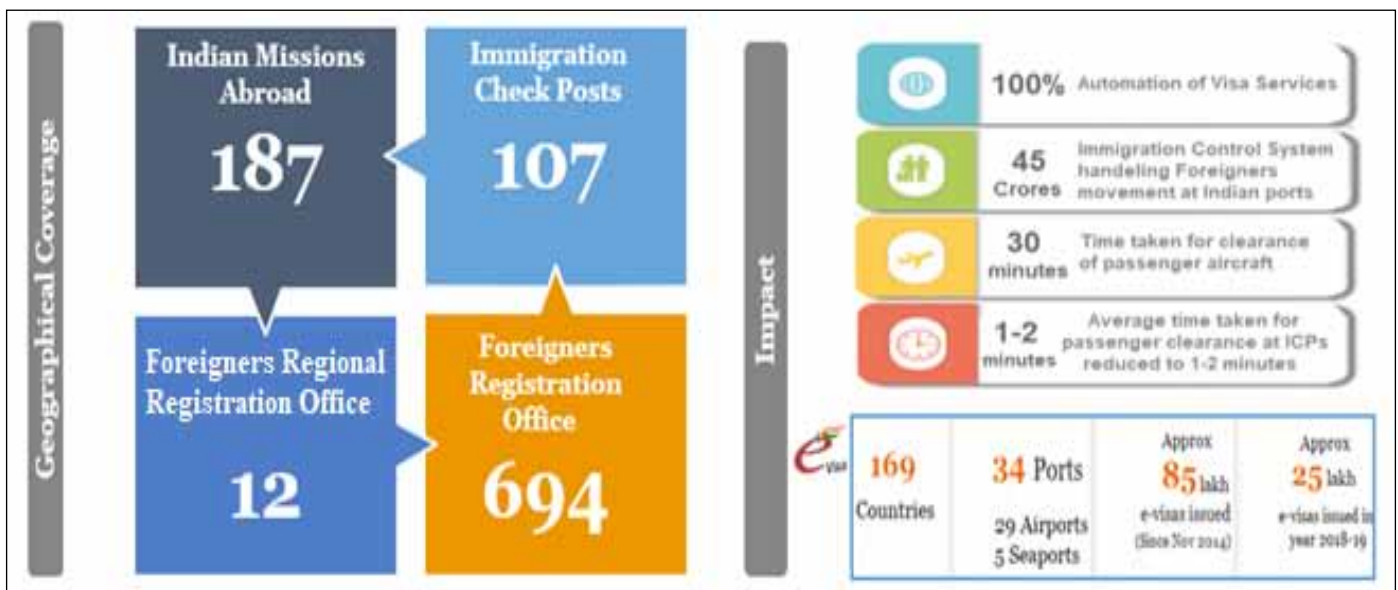 Geographical Coverage
Indian Missions
Abroad
187
Immigration
Check Posts
107
Foreigners Regional
Registration Office
12
Foreigners
Registration
Office
694
Impact
100% Automation of Visa Services
45
Crores
Immigration Control System
handeling Foreigners
movement at Indian ports
30
minutes
Time taken for clearance
of passenger aircraft
1-2
minutes
Average time taken for
passenger clearance at ICPs
reduced to 1-2 minutes
e Visa
169
Countries
34 Ports
29 Airports
5 Seaports
Approx
85 lakh
e-visas issued
(Since Nov 2014)
Approx
25 lakh
e-visas issued in
year 2018-19